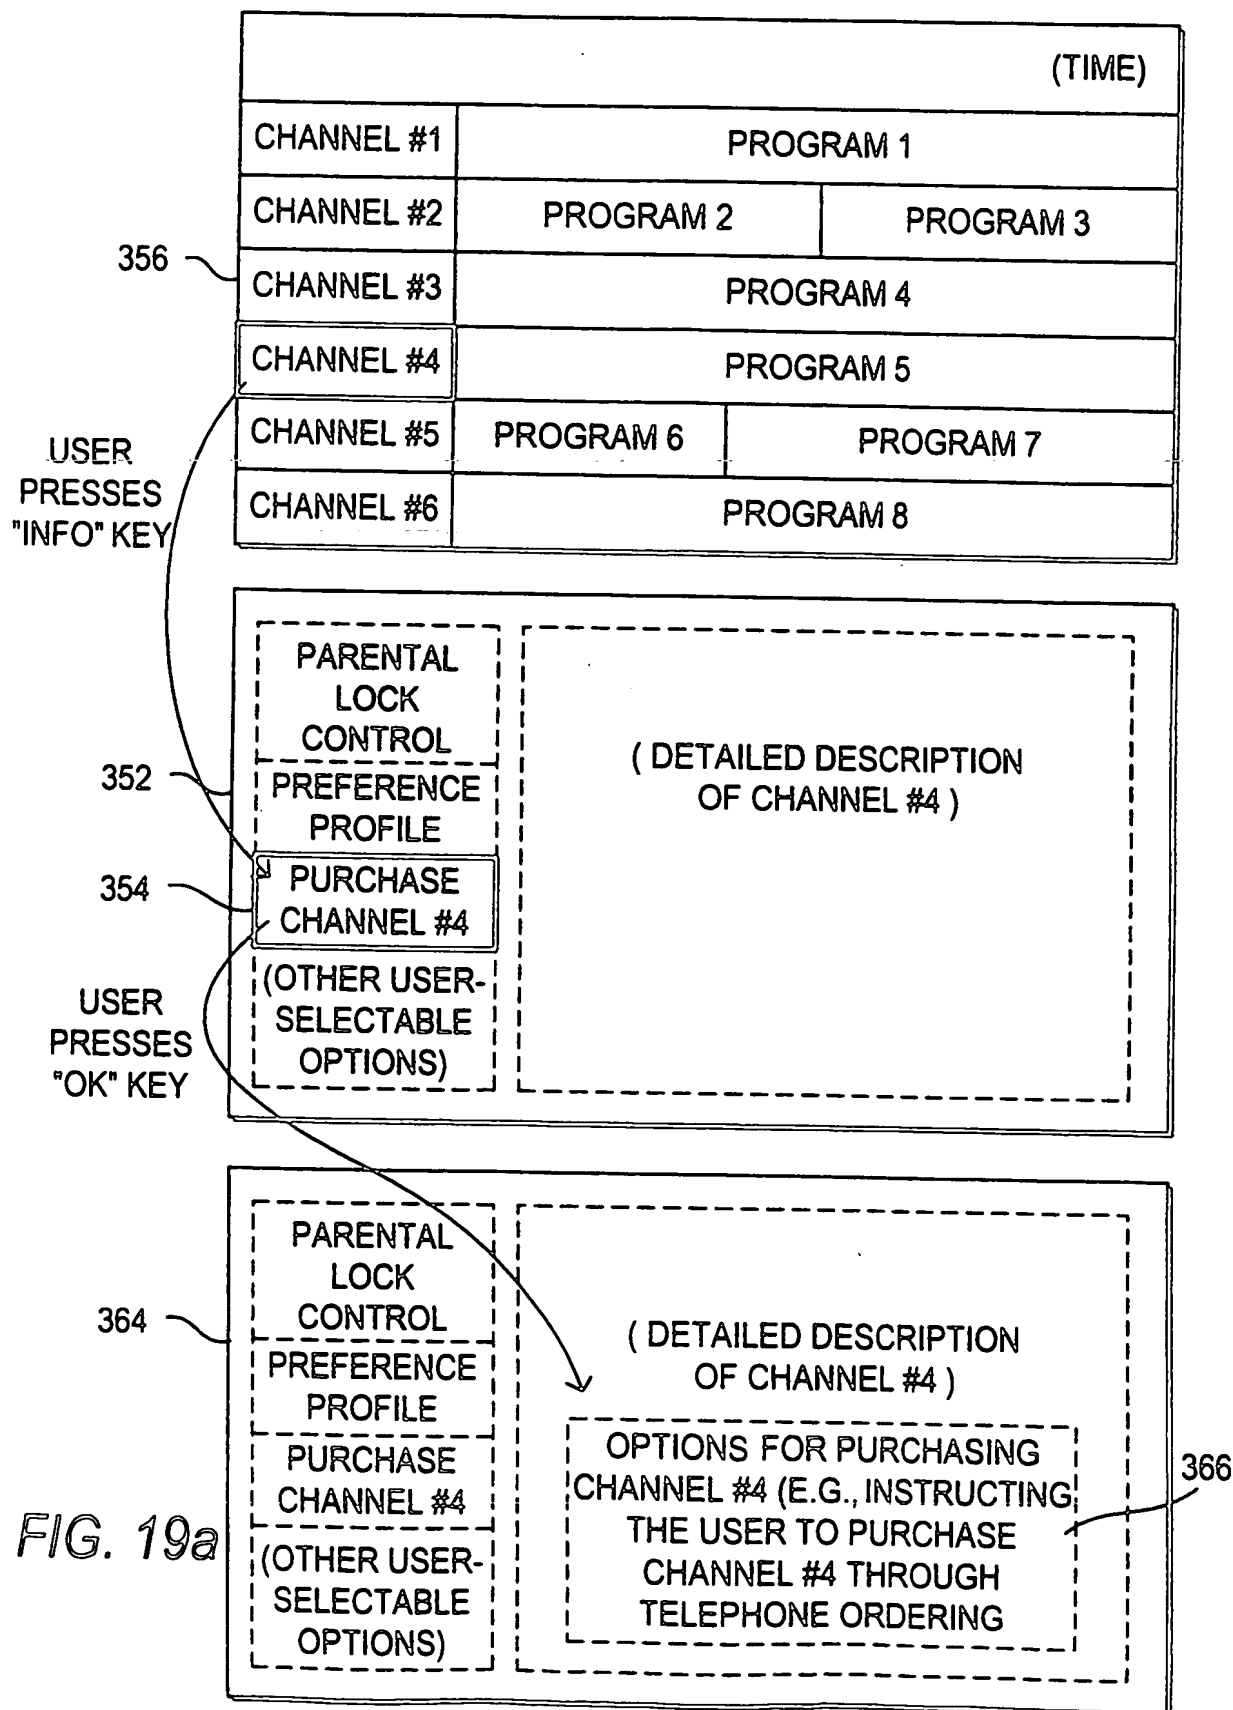 (TIME)
CHANNEL #1 PROGRAM 1
CHANNEL #2 PROGRAM 2 PROGRAM 3
356
CHANNEL #3 PROGRAM 4
CHANNEL #4 PROGRAM 5
CHANNEL #5 PROGRAM 6 PROGRAM 7
CHANNEL #6 PROGRAM 8
USER
PRESSES
"INFO" KEY
352
PARENTAL
LOCK
CONTROL
PREFERENCE
PROFILE
354
PURCHASE
CHANNEL #4
(OTHER USER-
SELECTABLE
OPTIONS)
( DETAILED DESCRIPTION
OF CHANNEL #4 )
USER
PRESSES
"OK" KEY
364
PARENTAL
LOCK
CONTROL
PREFERENCE
PROFILE
PURCHASE
CHANNEL #4
(OTHER USER-
SELECTABLE
OPTIONS)
( DETAILED DESCRIPTION
OF CHANNEL #4 )
OPTIONS FOR PURCHASING
CHANNEL #4 (E.G., INSTRUCTING
THE USER TO PURCHASE
CHANNEL #4 THROUGH
TELEPHONE ORDERING
366
FIG. 19a